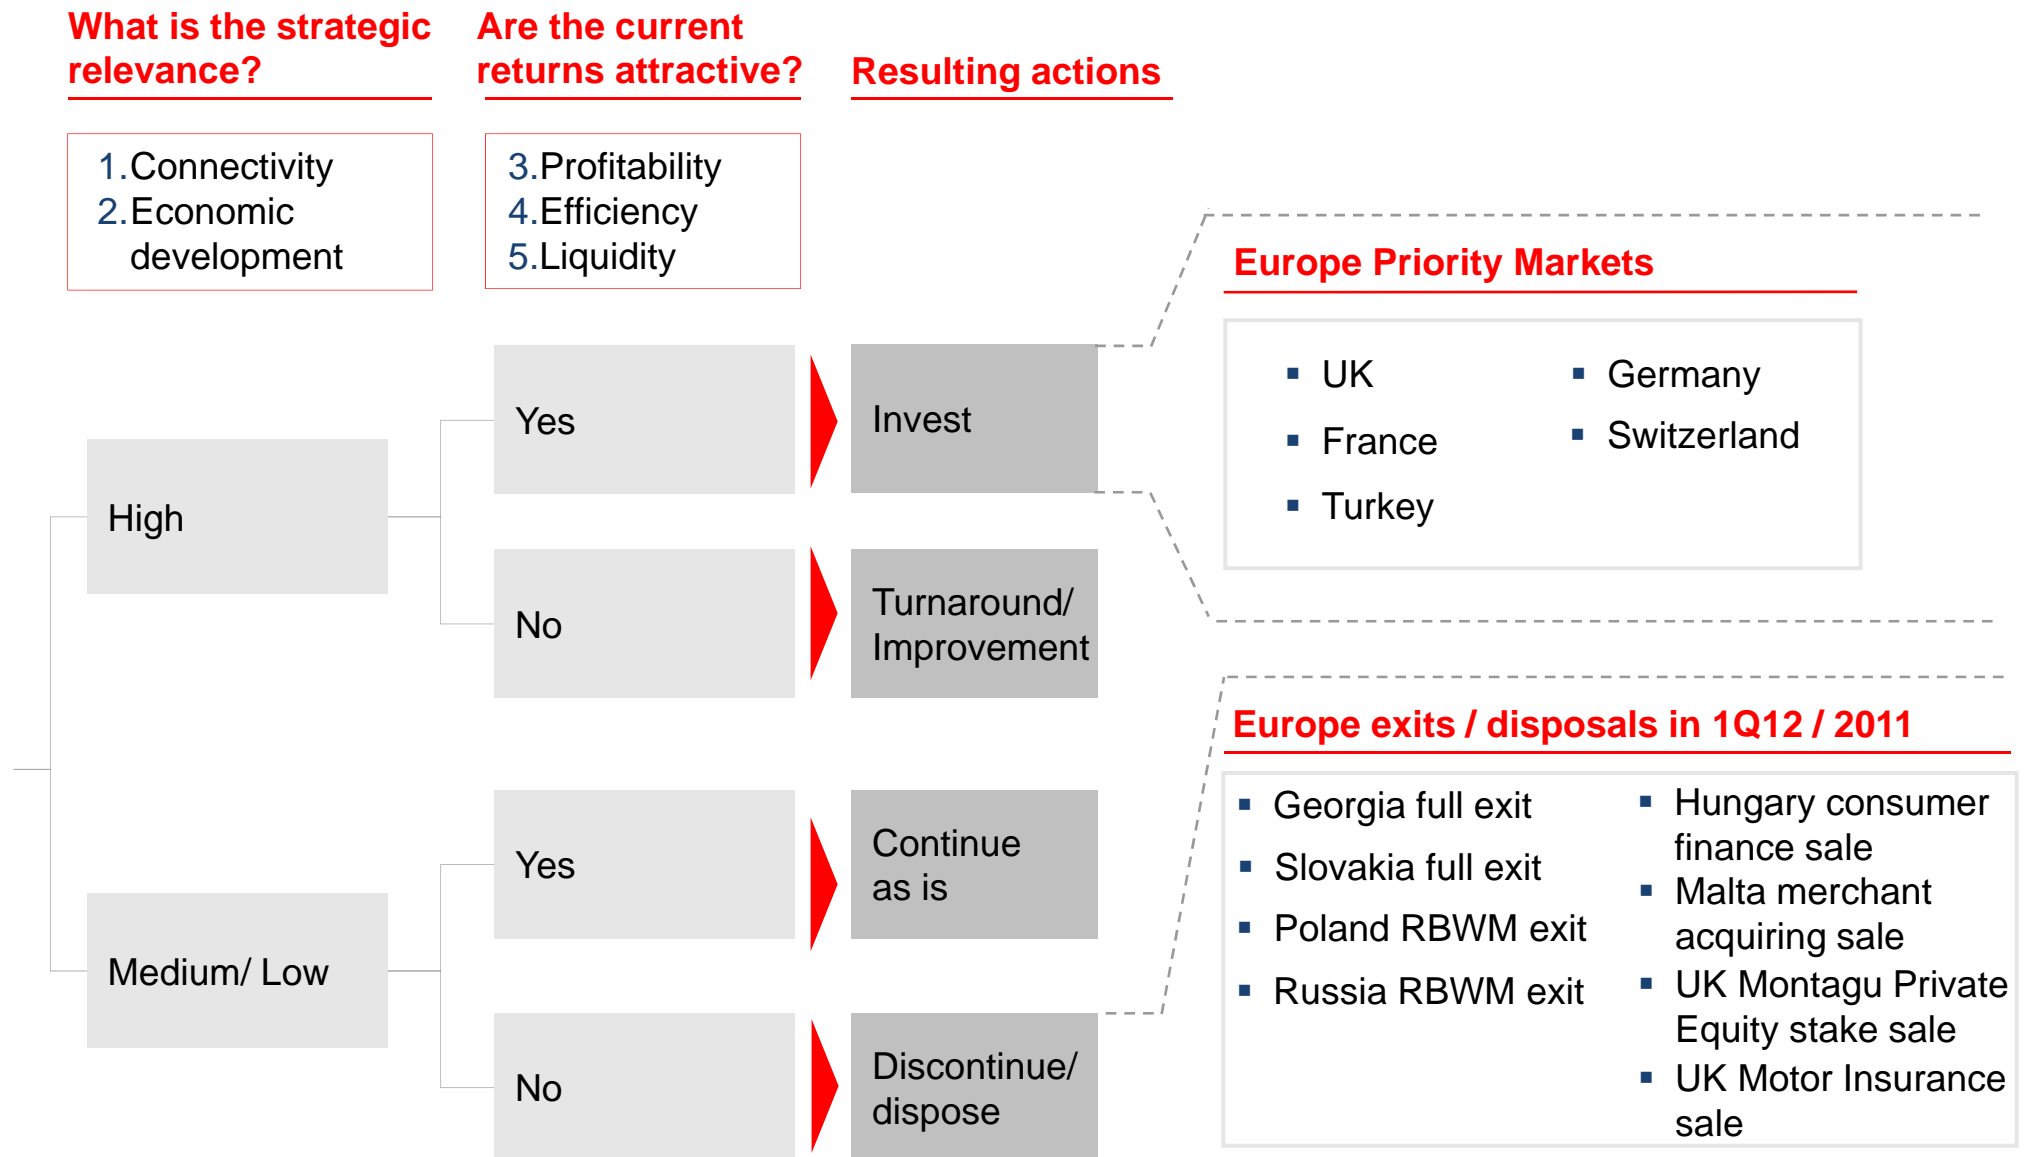 What is the strategic
relevance?
Are the current
returns attractive?
Resulting actions
1.Connectivity
2.Economic
development
3.Profitability
4.Efficiency
5.Liquidity
High
Yes
Invest
No
Turnaround/
Improvement
Medium/ Low
Yes
Continue
as is
No
Discontinue/
dispose
Europe Priority Markets
▪ UK
▪ France
▪ Turkey
▪ Germany
▪ Switzerland
Europe exits / disposals in 1Q12 / 2011
▪ Georgia full exit
▪ Slovakia full exit
▪ Poland RBWM exit
▪ Russia RBWM exit
▪ Hungary consumer
finance sale
▪ Malta merchant
acquiring sale
▪ UK Montagu Private
Equity stake sale
▪ UK Motor Insurance
sale